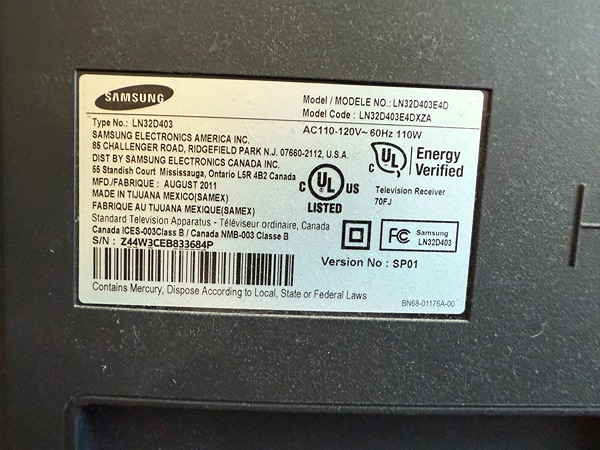 SAMSUNG
Model / MODELE NO.: LN32D403E4D
Model Code : LN32D403E4DXZA
Type No.: LN32D403
AC110-120V~ 60Hz 110W
SAMSUNG ELECTRONICS AMERICA INC.
85 CHALLENGER ROAD, RIDGEFIELD PARK N.J. 07660-2112, U.S.A.
DIST BY SAMSUNG ELECTRONICS CANADA INC.
55 Standish Court Mississauga, Ontario L5R 4B2 Canada
MFD./FABRIQUE : AUGUST 2011
MADE IN TIJUANA MEXICO(SAMEX)
FABRIQUE AU TIJUANA MEXIQUE(SAMEX)
Standard Television Apparatus - Téléviseur ordinaire, Canada
Canada ICES-003Class B / Canada NMB-003 Classe B
S/N : Z44W3CEB833684P
C UL US
LISTED
C UL
Energy
Verified
Television Receiver
70FJ
FC
Samsung
LN32D403
Version No : SP01
Contains Mercury, Dispose According to Local, State or Federal Laws
BN68-01176A-00